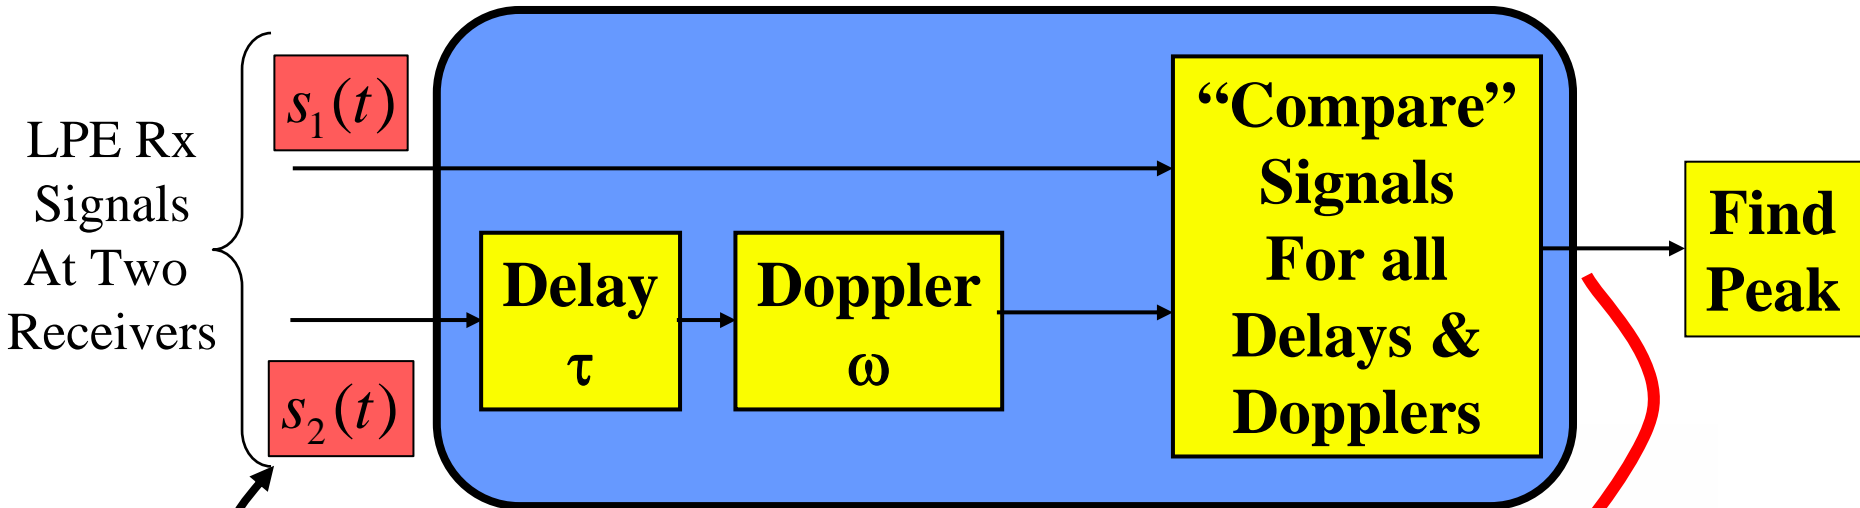 LPE Rx
Signals
At Two
Receivers
s₁(t)
s₂(t)
Delay
τ
Doppler
ω
“Compare”
Signals
For all
Delays &
Dopplers
Find
Peak